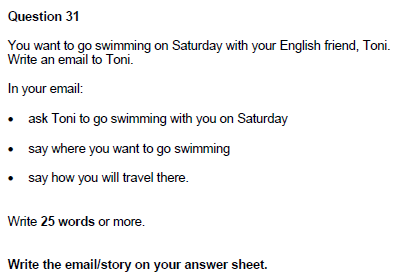 Question 31
You want to go swimming on Saturday with your English friend, Toni.
Write an email to Toni.
In your email:
• ask Toni to go swimming with you on Saturday
• say where you want to go swimming
• say how you will travel there.
Write 25 words or more.
Write the email/story on your answer sheet.